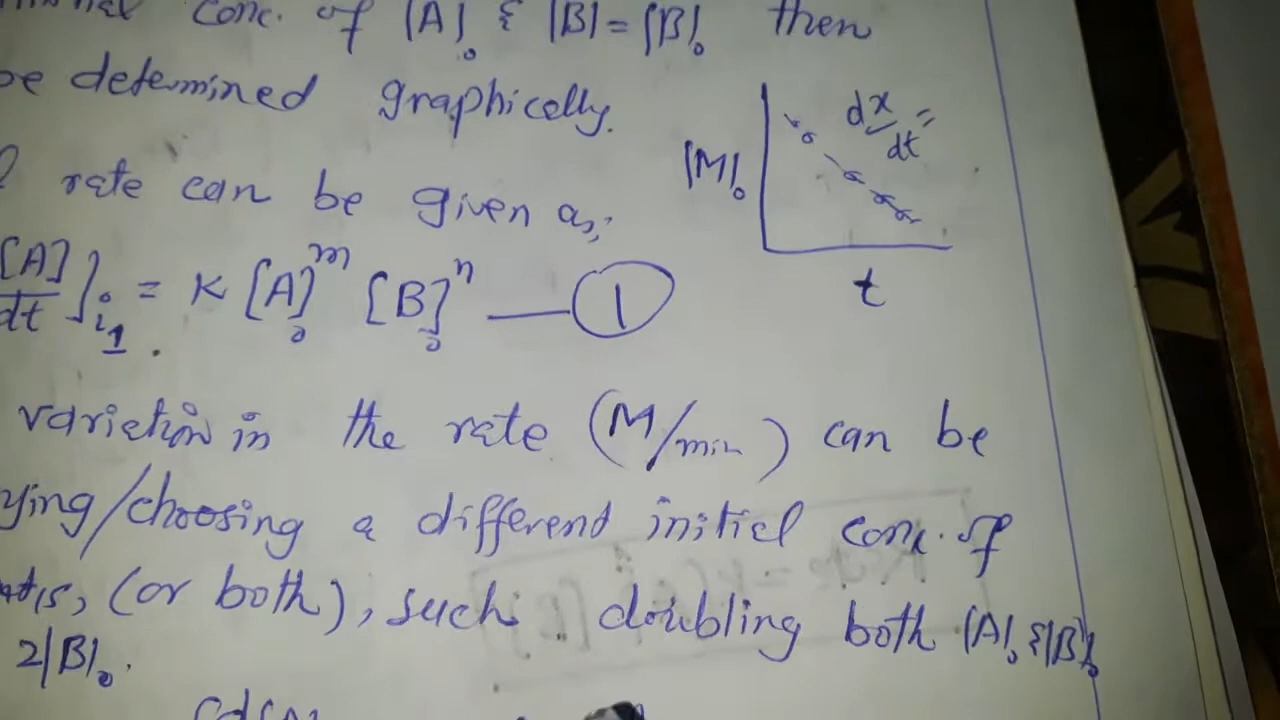 conc. of [A]₀ & [B] = [B]₀ then
be determined graphically.
rate can be given as,
[M]₀
dx/dt =
t
[A]/dt]i₁ = K [A]₀^m [B]₀^n — 1
variation in the rate (M/min) can be
ying/choosing a different initial conc. of
(or both), such doubling both [A]₀ & [B]₀
2[B]₀.